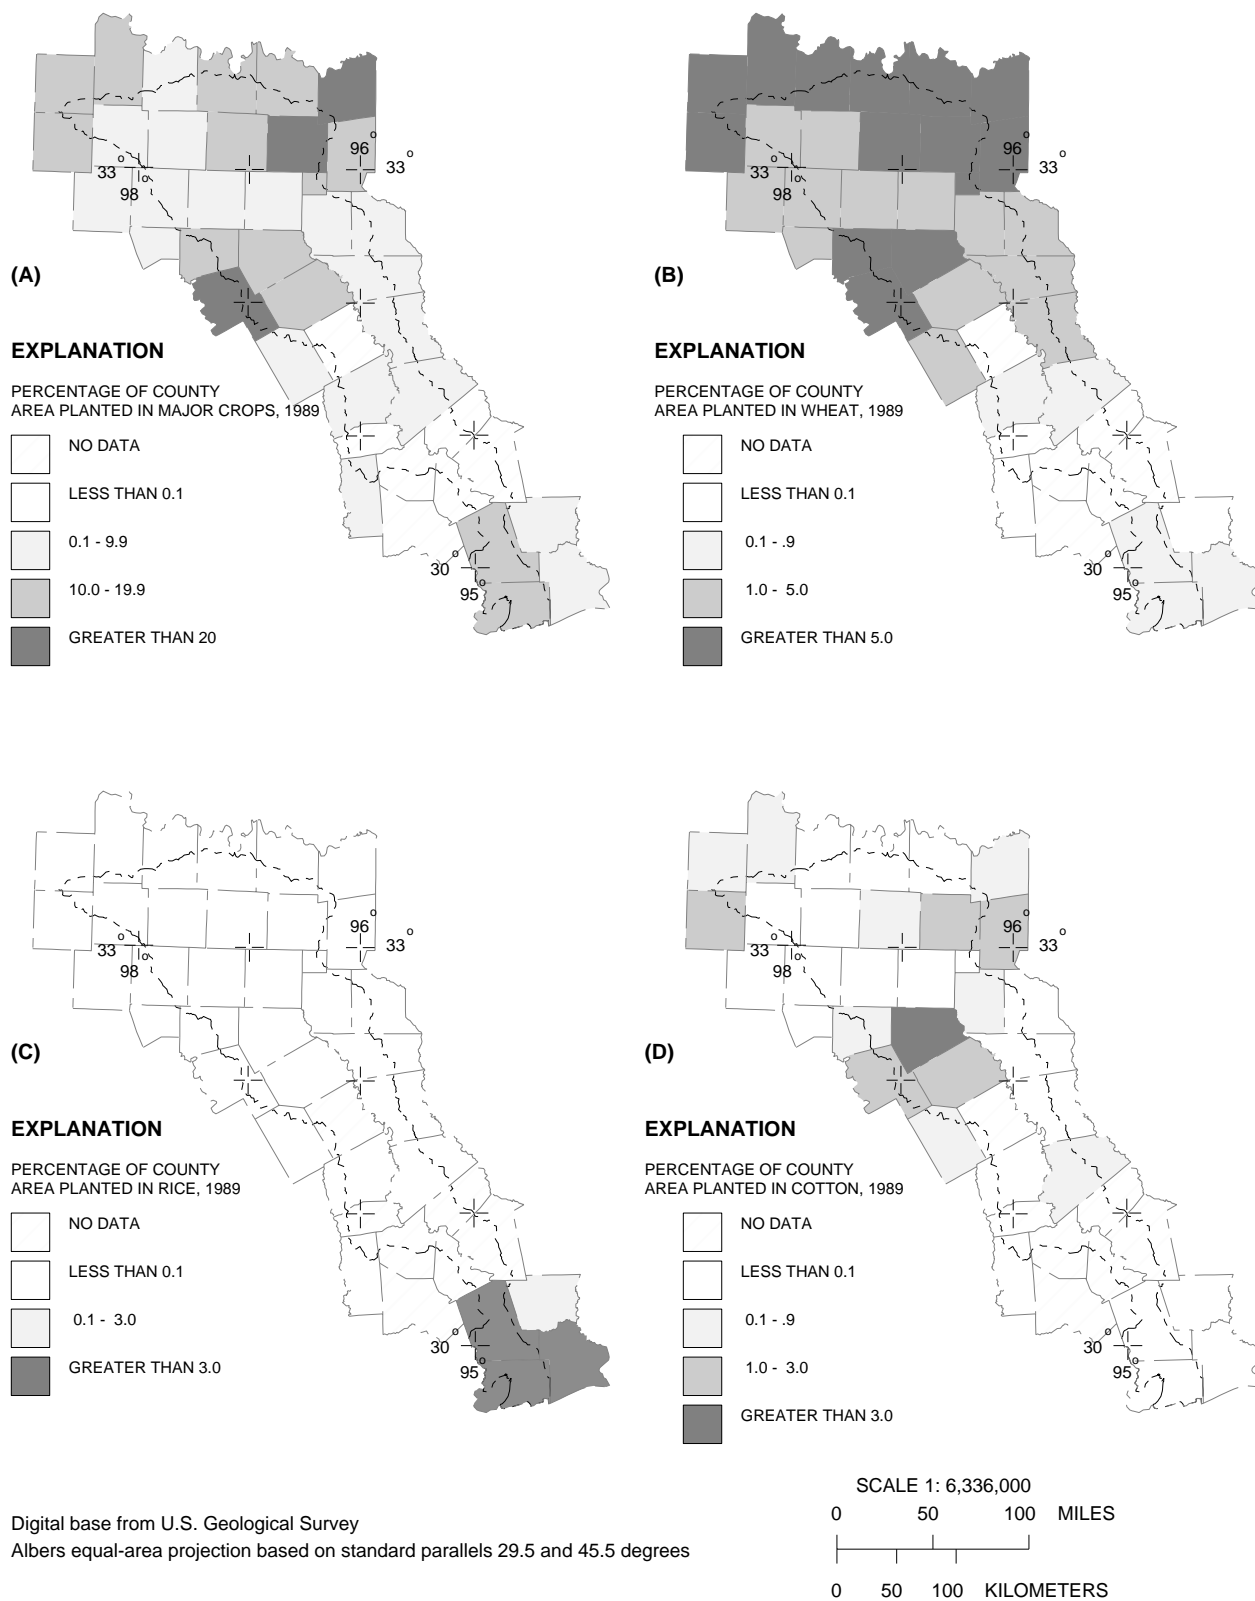 96 o
33 o
33 o
98 o
(A)
EXPLANATION
PERCENTAGE OF COUNTY
AREA PLANTED IN MAJOR CROPS, 1989
NO DATA
LESS THAN 0.1
0.1 - 9.9
10.0 - 19.9
GREATER THAN 20
30 o
95 o
96 o
33 o
33 o
98 o
(B)
EXPLANATION
PERCENTAGE OF COUNTY
AREA PLANTED IN WHEAT, 1989
NO DATA
LESS THAN 0.1
0.1 - .9
1.0 - 5.0
GREATER THAN 5.0
30 o
95 o
96 o
33 o
33 o
98 o
(C)
EXPLANATION
PERCENTAGE OF COUNTY
AREA PLANTED IN RICE, 1989
NO DATA
LESS THAN 0.1
0.1 - 3.0
GREATER THAN 3.0
30 o
95 o
96 o
33 o
33 o
98 o
(D)
EXPLANATION
PERCENTAGE OF COUNTY
AREA PLANTED IN COTTON, 1989
NO DATA
LESS THAN 0.1
0.1 - .9
1.0 - 3.0
GREATER THAN 3.0
30 o
95 o
Digital base from U.S. Geological Survey
Albers equal-area projection based on standard parallels 29.5 and 45.5 degrees
SCALE 1: 6,336,000
0 50 100 MILES
0 50 100 KILOMETERS